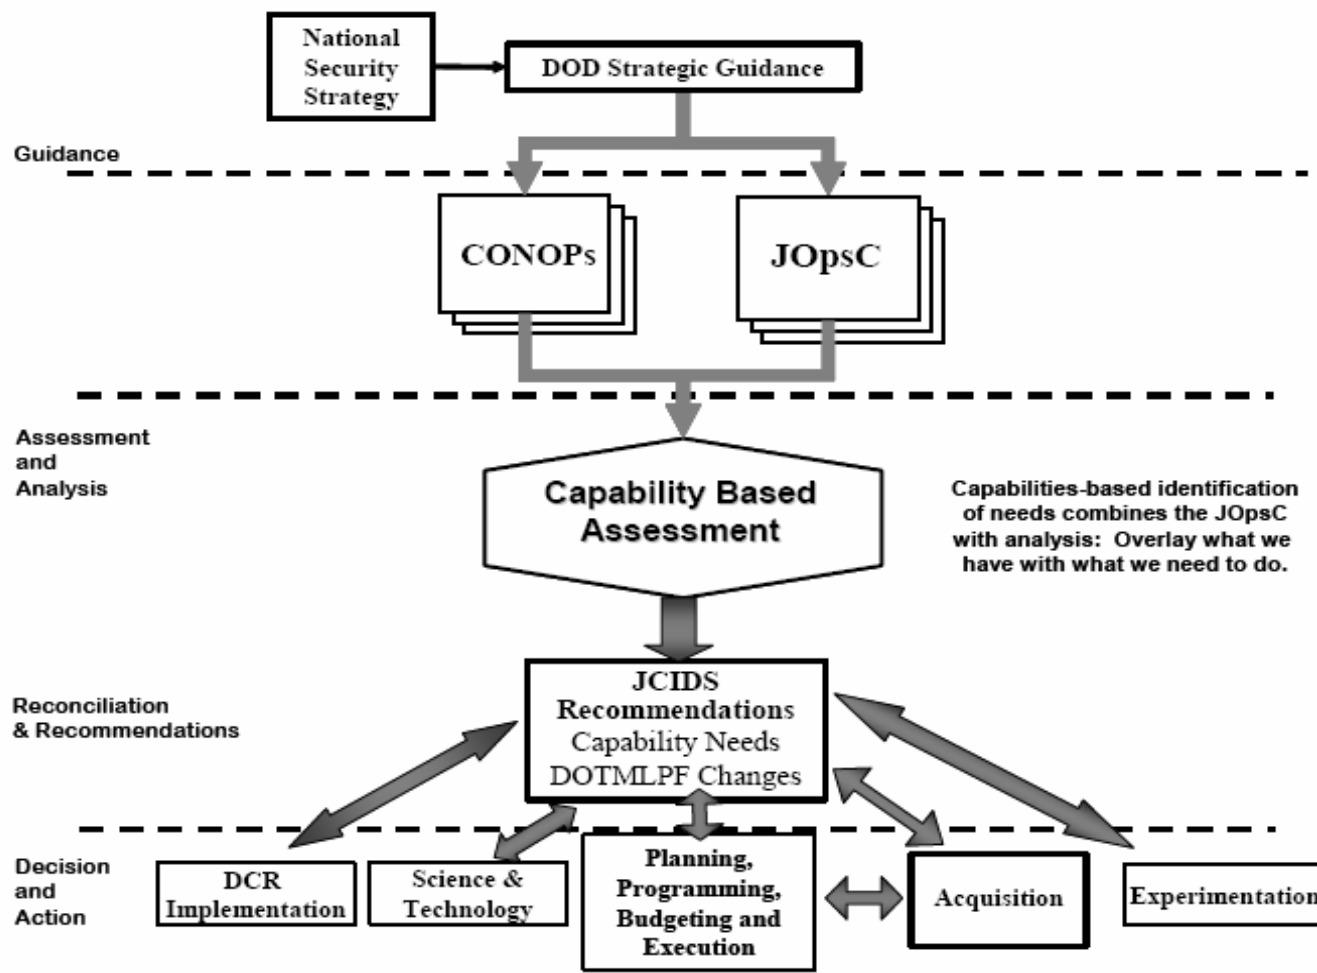 National
Security
Strategy
DOD Strategic Guidance
Guidance
CONOPs
JOpsC
Assessment
and
Analysis
Capability Based
Assessment
Capabilities-based identification
of needs combines the JOpsC
with analysis: Overlay what we
have with what we need to do.
Reconciliation
& Recommendations
JCIDS
Recommendations
Capability Needs
DOTMLPF Changes
Decision
and
Action
DCR
Implementation
Science &
Technology
Planning,
Programming,
Budgeting and
Execution
Acquisition
Experimentation